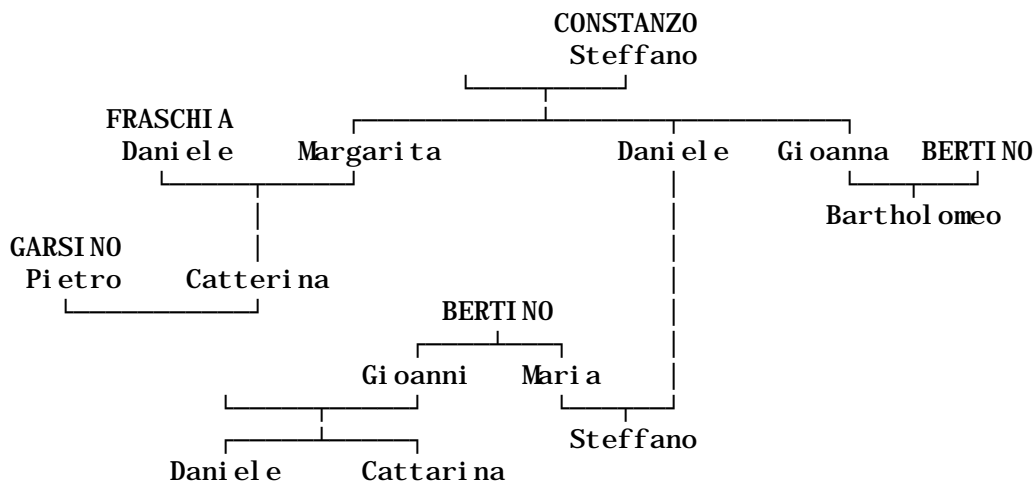 CONSTANZO
Steffano
FRASCHIA
Daniele Margarita Daniele Gioanna BERTINO
Bartholomeo
GARSINO
Pietro Catterina
BERTINO
Gioanni Maria
Steffano
Daniele Cattarina